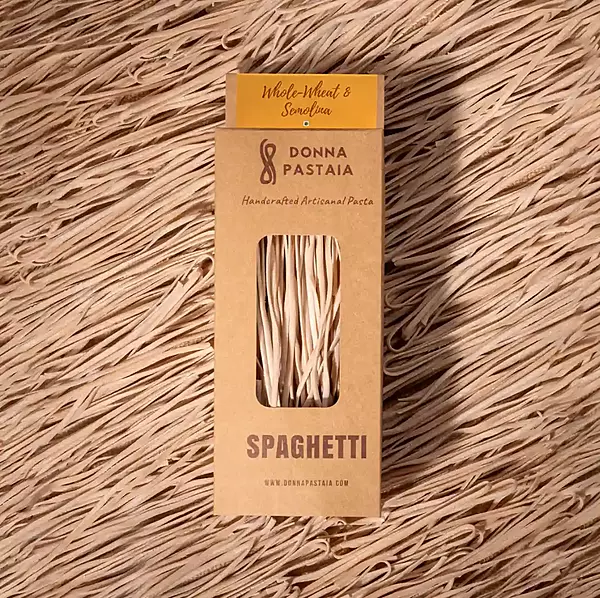 Whole-Wheat &
Semolina
DONNA
PASTAIA
Handcrafted Artisanal Pasta
SPAGHETTI
WWW.DONNAPASTAIA.COM